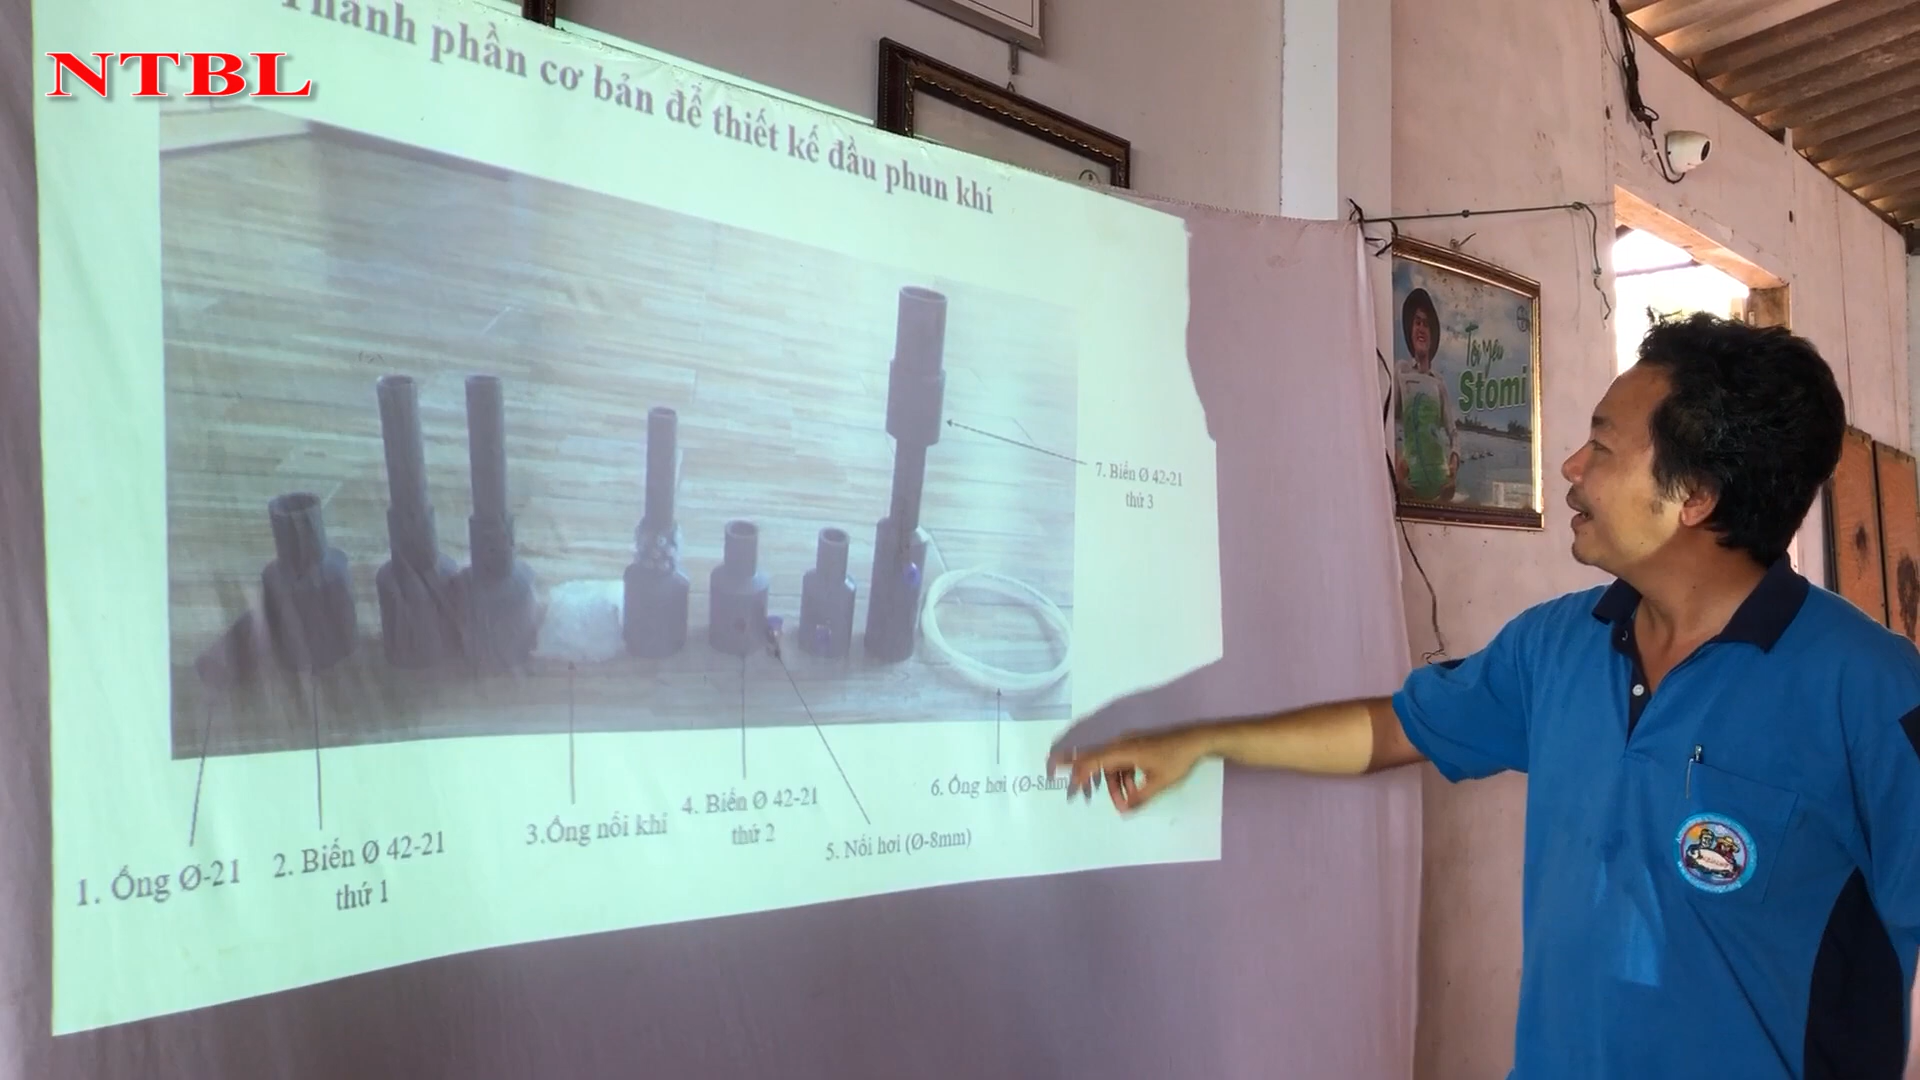 NTBL
Thành phần cơ bản để thiết kế đầu phun khí
7. Biến Ø 42-21
thứ 3
Tôi yêu
Stomi
6. Ống hơi (Ø-8mm
3.Ống nổi khí
4. Biến Ø 42-21
thứ 2
5. Nối hơi (Ø-8mm)
1. Ống Ø-21
2. Biến Ø 42-21
thứ 1